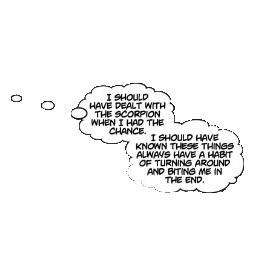 I SHOULD
HAVE DEALT WITH
THE SCORPION
WHEN I HAD THE
CHANCE.
I SHOULD HAVE
KNOWN THESE THINGS
ALWAYS HAVE A HABIT
OF TURNING AROUND
AND BITING ME IN
THE END.